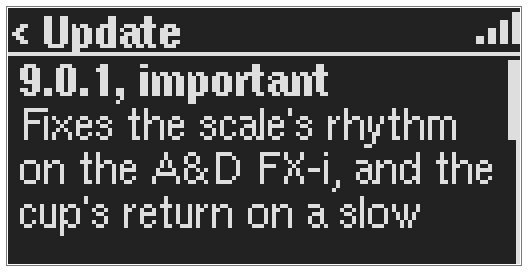 < Update
9.0.1, important
Fixes the scale's rhythm
on the A&D FX-i, and the
cup's return on a slow